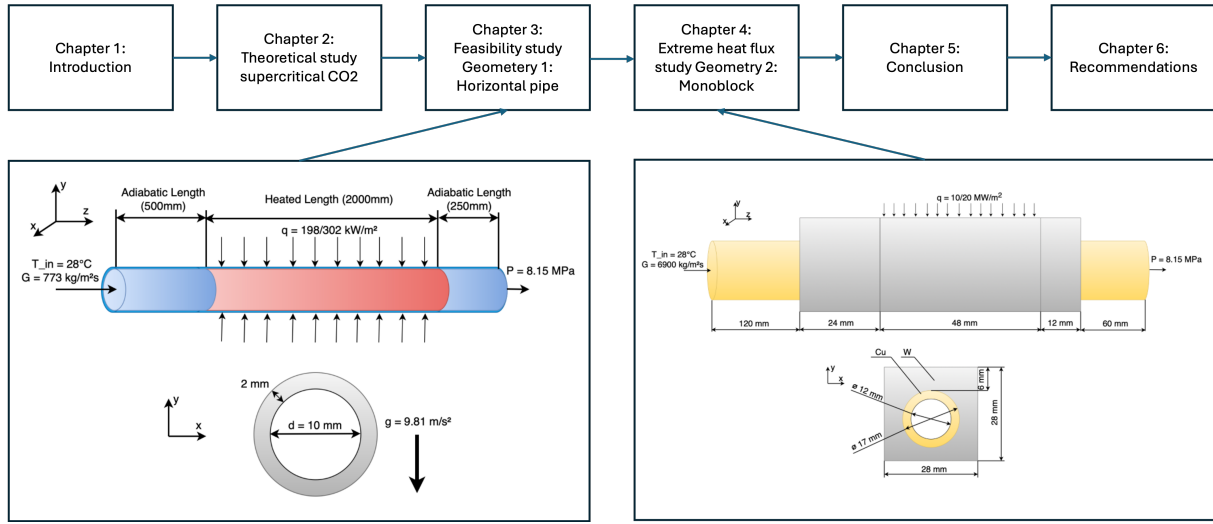 Chapter 1:
Introduction
Chapter 2:
Theoretical study
supercritical CO2
Chapter 3:
Feasibility study
Geometery 1:
Horizontal pipe
Chapter 4:
Extreme heat flux
study Geometry 2:
Monoblock
Chapter 5:
Conclusion
Chapter 6:
Recommendations
y
z
x
Adiabatic Length
(500mm)
Heated Length (2000mm)
Adiabatic Length
(250mm)
q = 198/302 kW/m²
T_in = 28°C
G = 773 kg/m²s
P = 8.15 MPa
2 mm
y
x
d = 10 mm
g = 9.81 m/s²
q = 10/20 MW/m²
y
z
x
T_in = 28°C
G = 6900 kg/m²s
P = 8.15 MPa
120 mm
24 mm
48 mm
12 mm
60 mm
Cu
W
y
x
6 mm
ø 12 mm
28 mm
ø 17 mm
28 mm